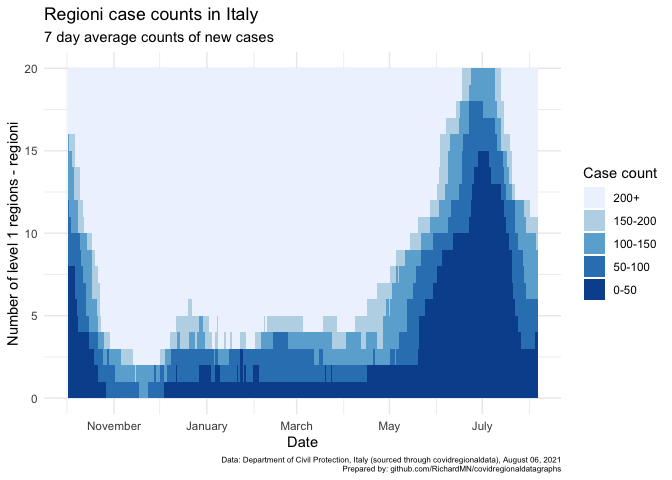 Regioni case counts in Italy
7 day average counts of new cases
Number of level 1 regions - regioni
20
15
10
5
0
November January March May July
Date
Case count
200+
150-200
100-150
50-100
0-50
Data: Department of Civil Protection, Italy (sourced through covidregionaldata), August 06, 2021
Prepared by: github.com/RichardMN/covidregionaldatagraphs